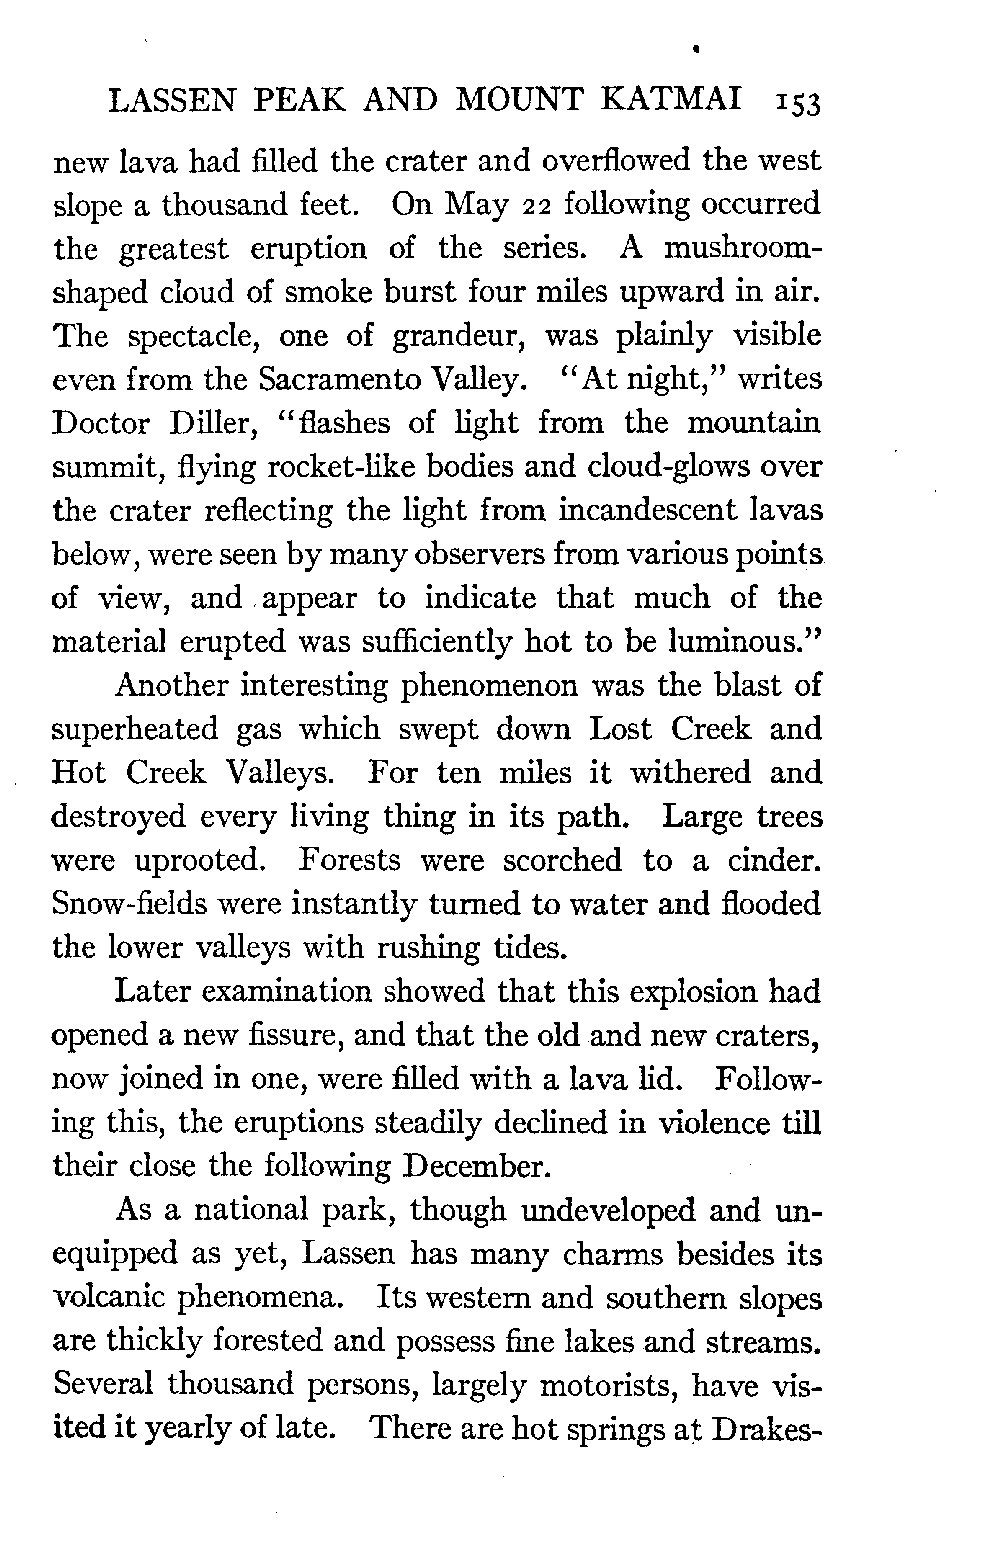 LASSEN PEAK AND MOUNT KATMAI 153
new lava had filled the crater and overflowed the west
slope a thousand feet. On May 22 following occurred
the greatest eruption of the series. A mushroom-
shaped cloud of smoke burst four miles upward in air.
The spectacle, one of grandeur, was plainly visible
even from the Sacramento Valley. "At night," writes
Doctor Diller, "flashes of light from the mountain
summit, flying rocket-like bodies and cloud-glows over
the crater reflecting the light from incandescent lavas
below, were seen by many observers from various points
of view, and appear to indicate that much of the
material erupted was sufficiently hot to be luminous."
Another interesting phenomenon was the blast of
superheated gas which swept down Lost Creek and
Hot Creek Valleys. For ten miles it withered and
destroyed every living thing in its path. Large trees
were uprooted. Forests were scorched to a cinder.
Snow-fields were instantly turned to water and flooded
the lower valleys with rushing tides.
Later examination showed that this explosion had
opened a new fissure, and that the old and new craters,
now joined in one, were filled with a lava lid. Follow-
ing this, the eruptions steadily declined in violence till
their close the following December.
As a national park, though undeveloped and un-
equipped as yet, Lassen has many charms besides its
volcanic phenomena. Its western and southern slopes
are thickly forested and possess fine lakes and streams.
Several thousand persons, largely motorists, have vis-
ited it yearly of late. There are hot springs at Drakes-